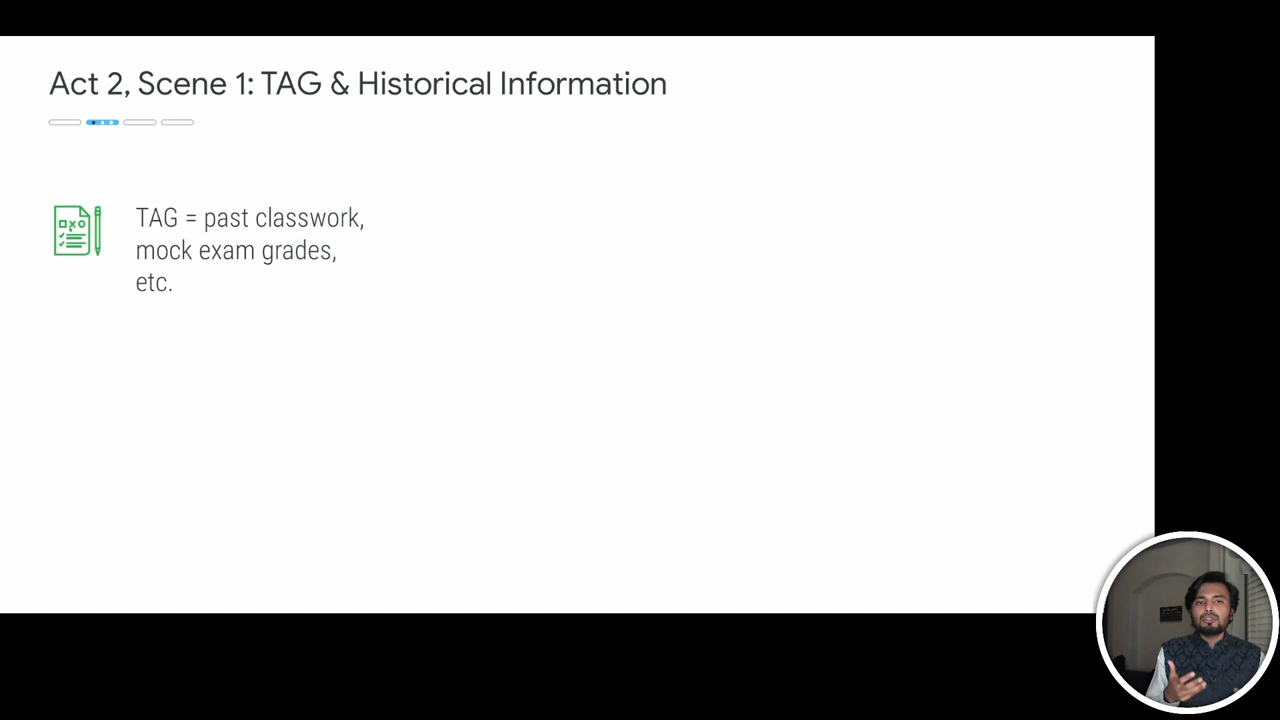 Act 2, Scene 1: TAG & Historical Information
TAG = past classwork,
mock exam grades,
etc.